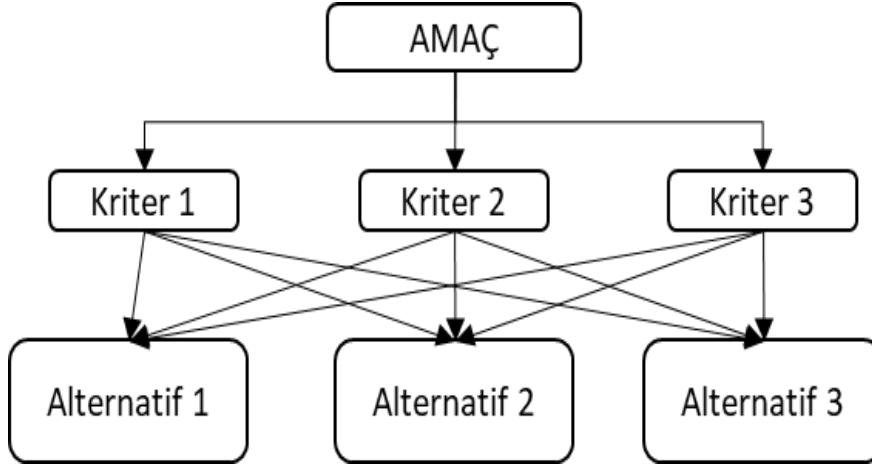 AMAÇ
Kriter 1
Kriter 2
Kriter 3
Alternatif 1
Alternatif 2
Alternatif 3